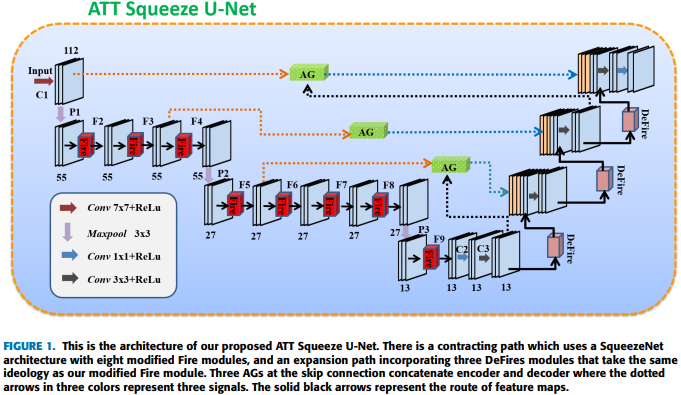 ATT Squeeze U-Net
112
Input
C1
AG
P1
F2
F3
F4
Fire
Fire
Fire
AG
DeFire
55
55
55
55
P2
F5
F6
F7
F8
Fire
Fire
Fire
Fire
AG
DeFire
27
27
27
27
27
P3
F9
Fire
C2
C3
DeFire
13
13
13
13
Conv 7x7+ReLu
Maxpool 3x3
Conv 1x1+ReLu
Conv 3x3+ReLu
FIGURE 1. This is the architecture of our proposed ATT Squeeze U-Net. There is a contracting path which uses a SqueezeNet
architecture with eight modified Fire modules, and an expansion path incorporating three DeFires modules that take the same
ideology as our modified Fire module. Three AGs at the skip connection concatenate encoder and decoder where the dotted
arrows in three colors represent three signals. The solid black arrows represent the route of feature maps.